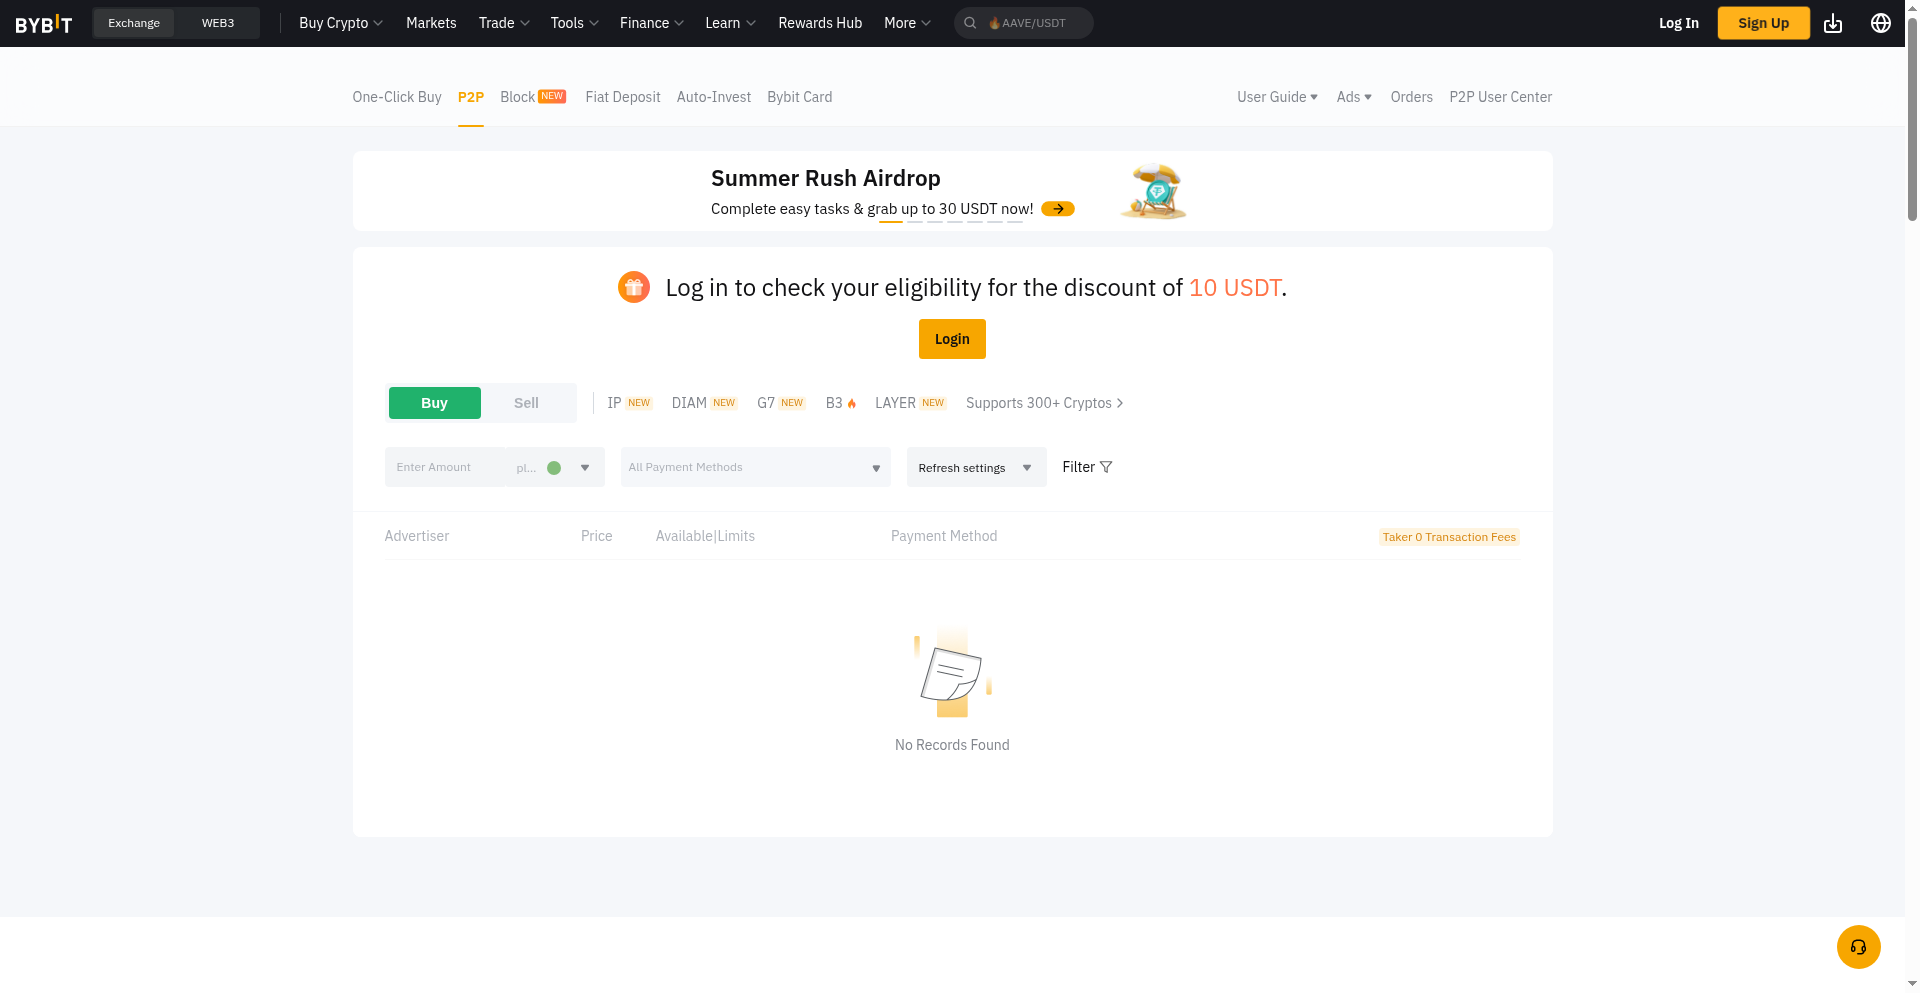 BYBIT Exchange WEB3 Buy Crypto Markets Trade Tools Finance Learn Rewards Hub More AAVE/USDT Log In Sign Up
One-Click Buy P2P Block NEW Fiat Deposit Auto-Invest Bybit Card User Guide Ads Orders P2P User Center
Summer Rush Airdrop
Complete easy tasks & grab up to 30 USDT now!
Log in to check your eligibility for the discount of 10 USDT.
Login
Buy Sell IP NEW DIAM NEW G7 NEW B3 LAYER NEW Supports 300+ Cryptos
Enter Amount pl... All Payment Methods Refresh settings Filter
Advertiser Price Available|Limits Payment Method Taker 0 Transaction Fees
No Records Found